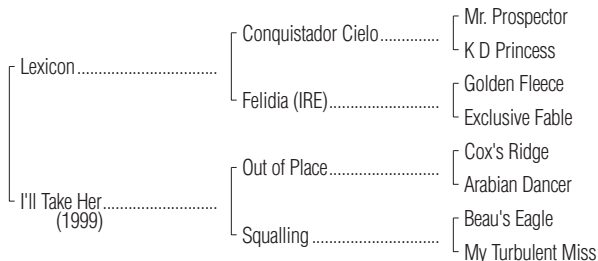 Mr. Prospector
Conquistador Cielo..............
K D Princess
Lexicon..................................
Golden Fleece
Felidia (IRE)...........................
Exclusive Fable
Cox's Ridge
Out of Place...........................
Arabian Dancer
I'll Take Her...........................
(1999)
Beau's Eagle
Squalling ...............................
My Turbulent Miss